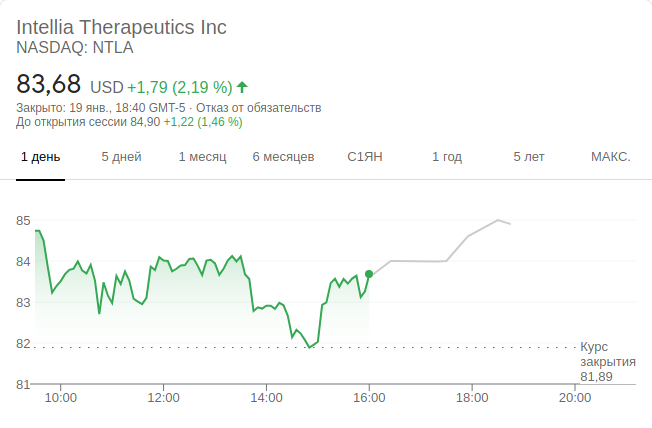 Intellia Therapeutics Inc
NASDAQ: NTLA
83,68 USD +1,79 (2,19 %)
Закрыто: 19 янв., 18:40 GMT-5 · Отказ от обязательств
До открытия сессии 84,90 +1,22 (1,46 %)
1 день 5 дней 1 месяц 6 месяцев С1ЯН 1 год 5 лет МАКС.
85
84
83
82
Курс
закрытия
81,89
81
10:00 12:00 14:00 16:00 18:00 20:00